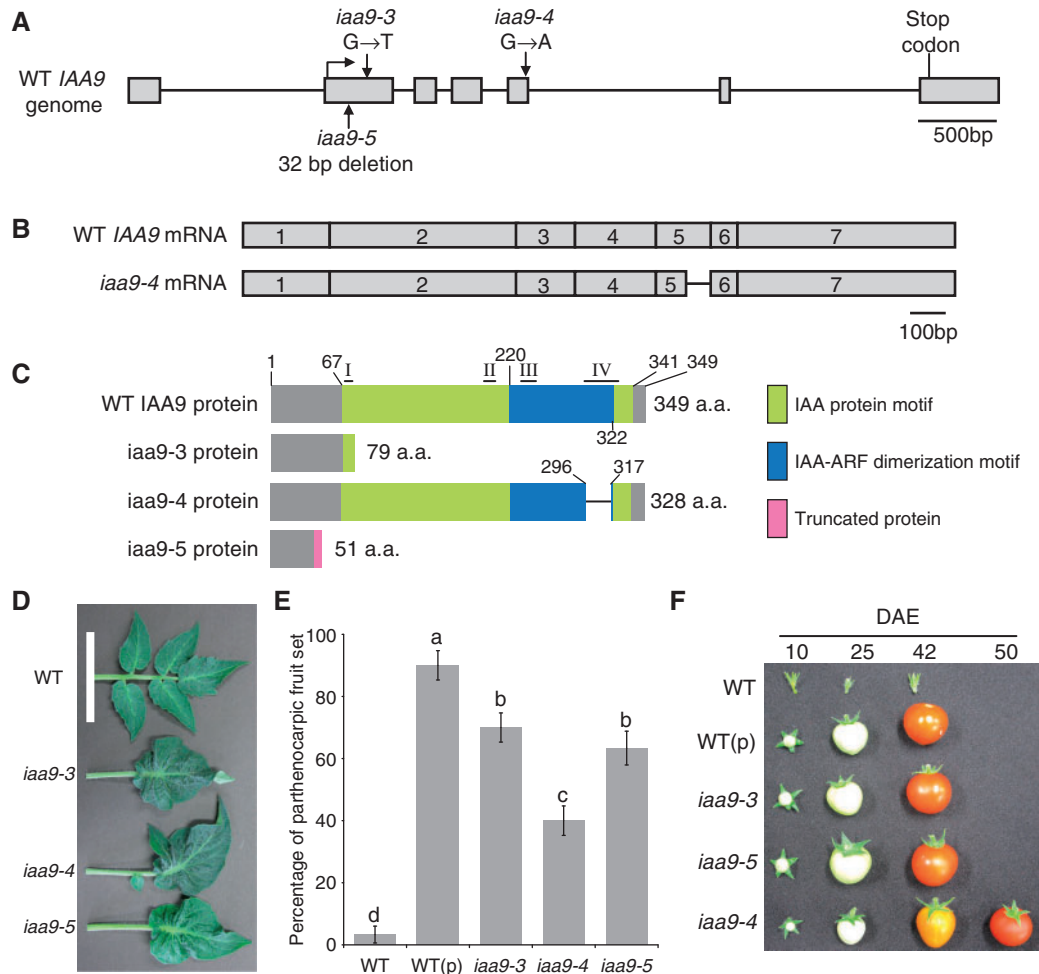 A
iaa9-3
G→T
iaa9-4
G→A
Stop
codon
WT IAA9
genome
iaa9-5
32 bp deletion
500bp
B
WT IAA9 mRNA
1 2 3 4 5 6 7
iaa9-4 mRNA
1 2 3 4 5 6 7
100bp
C
1 67 I II 220 III IV 341 349
WT IAA9 protein
349 a.a.
322
iaa9-3 protein
79 a.a.
296 317
iaa9-4 protein
328 a.a.
iaa9-5 protein
51 a.a.
IAA protein motif
IAA-ARF dimerization motif
Truncated protein
D
WT
iaa9-3
iaa9-4
iaa9-5
E
Percentage of parthenocarpic fruit set
100
80
60
40
20
0
d a b c b
WT WT(p) iaa9-3 iaa9-4 iaa9-5
F
DAE
10 25 42 50
WT
WT(p)
iaa9-3
iaa9-5
iaa9-4